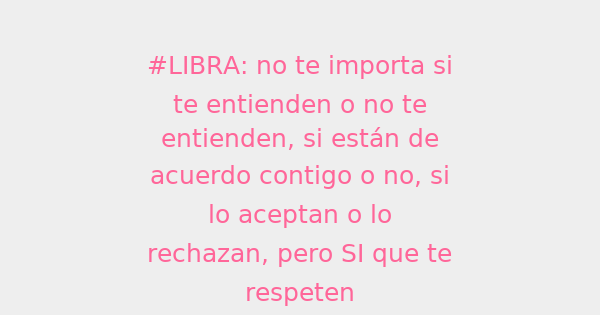 #LIBRA: no te importa si
te entienden o no te
entienden, si están de
acuerdo contigo o no, si
lo aceptan o lo
rechazan, pero SI que te
respeten